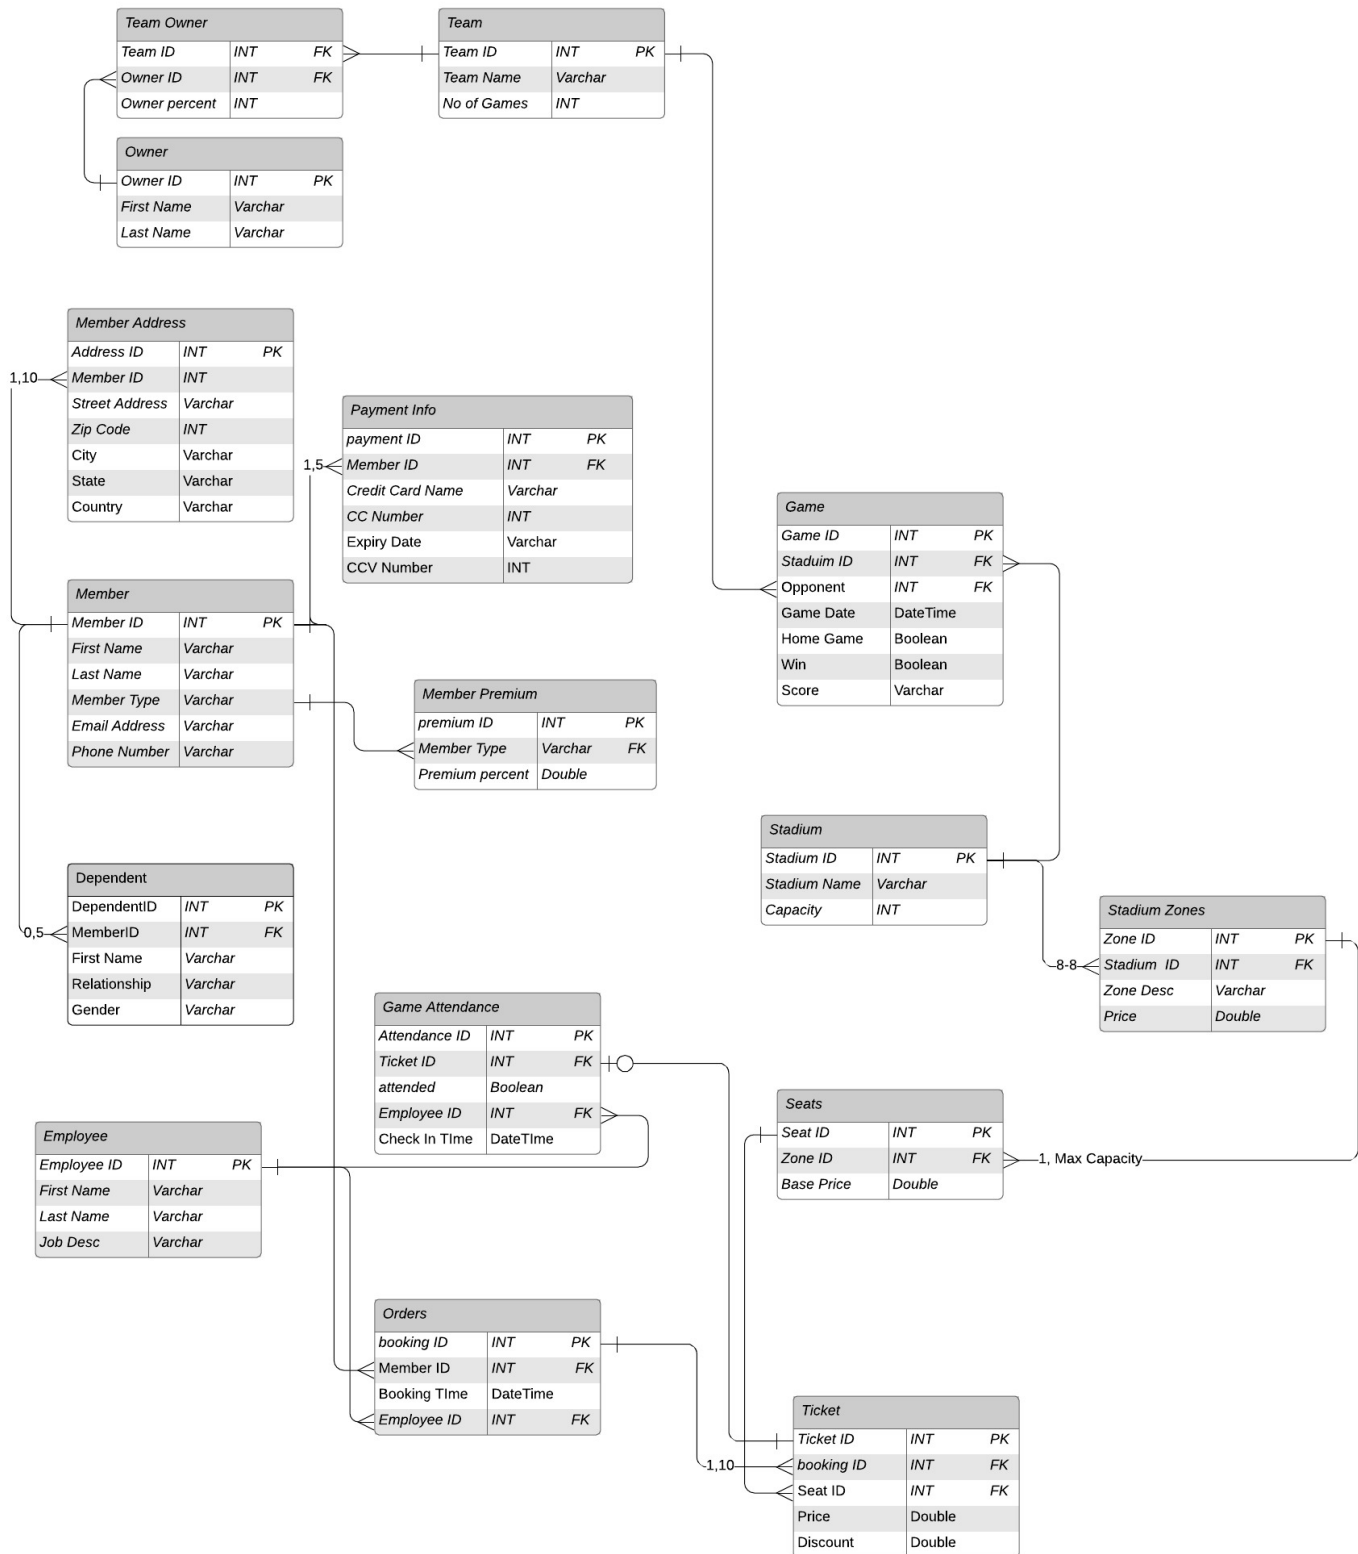 Team Owner
Team ID INT FK
Owner ID INT FK
Owner percent INT
Team
Team ID INT PK
Team Name Varchar
No of Games INT
Owner
Owner ID INT PK
First Name Varchar
Last Name Varchar
Member Address
Address ID INT PK
1,10 Member ID INT
Street Address Varchar
Zip Code INT
City Varchar
State Varchar
Country Varchar
Payment Info
payment ID INT PK
1,5 Member ID INT FK
Credit Card Name Varchar
CC Number INT
Expiry Date Varchar
CCV Number INT
Game
Game ID INT PK
Staduim ID INT FK
Opponent INT FK
Game Date DateTime
Home Game Boolean
Win Boolean
Score Varchar
Member
Member ID INT PK
First Name Varchar
Last Name Varchar
Member Type Varchar
Email Address Varchar
Phone Number Varchar
Member Premium
premium ID INT PK
Member Type Varchar FK
Premium percent Double
Stadium
Stadium ID INT PK
Stadium Name Varchar
Capacity INT
Dependent
DependentID INT PK
0,5 MemberID INT FK
First Name Varchar
Relationship Varchar
Gender Varchar
Stadium Zones
Zone ID INT PK
8-8 Stadium ID INT FK
Zone Desc Varchar
Price Double
Game Attendance
Attendance ID INT PK
Ticket ID INT FK
attended Boolean
Employee ID INT FK
Check In TIme DateTIme
Seats
Seat ID INT PK
Zone ID INT FK 1, Max Capacity
Base Price Double
Employee
Employee ID INT PK
First Name Varchar
Last Name Varchar
Job Desc Varchar
Orders
booking ID INT PK
Member ID INT FK
Booking TIme DateTime
Employee ID INT FK
Ticket
Ticket ID INT PK
1,10 booking ID INT FK
Seat ID INT FK
Price Double
Discount Double